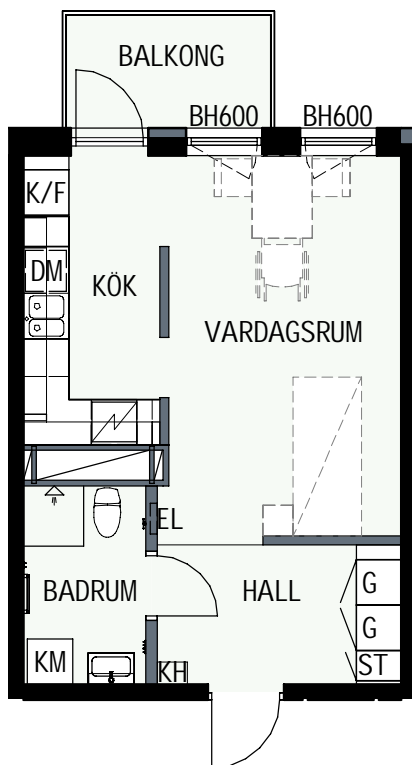 BALKONG
BH600 BH600
K/F
DM
KÖK
VARDAGSRUM
EL
BADRUM
HALL
G
G
KM
KH
ST